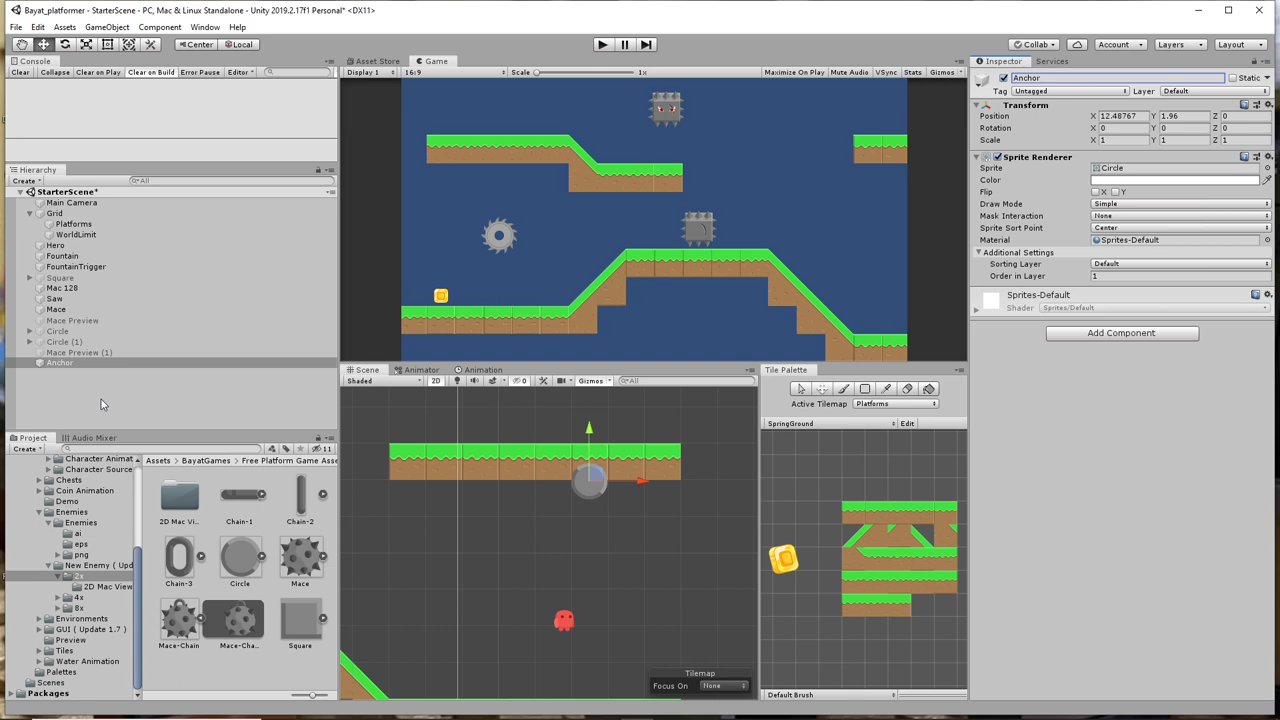 Bayat_platformer - StarterScene - PC, Mac & Linux Standalone - Unity 2019.2.17f1 Personal* <DX11>
File Edit Assets GameObject Component Window Help
Center Local Collab Account Layers Layout
Console
Clear Collapse Clear on Play Clear on Build Error Pause Editor
Asset Store Game
Display 1 16:9 Scale 1x Maximize On Play Mute Audio VSync Stats Gizmos
Hierarchy
Create All
StarterScene*
Main Camera
Grid
Platforms
WorldLimit
Hero
Fountain
FountainTrigger
Square
Mac 128
Saw
Mace
Mace Preview
Circle
Circle (1)
Mace Preview (1)
Anchor
Scene Animator Animation
Shaded 2D 0 Gizmos All
Tilemap
Focus On None
Tile Palette
Active Tilemap Platforms
SpringGround Edit
Default Brush
Project Audio Mixer
Create 11
Character Animat
Character Source
Chests
Coin Animation
Demo
Enemies
Enemies
ai
eps
png
New Enemy ( Upd
2x
2D Mac View
4x
8x
Environments
GUI ( Update 1.7 )
Preview
Tiles
Water Animation
Palettes
Scenes
Packages
Assets BayatGames Free Platform Game Asse
2D Mac Vi... Chain-1 Chain-2
Chain-3 Circle Mace
Mace-Chain Mace-Cha... Square
Inspector Services
Anchor Static
Tag Untagged Layer Default
Transform
Position X 12.48767 Y 1.96 Z 0
Rotation X 0 Y 0 Z 0
Scale X 1 Y 1 Z 1
Sprite Renderer
Sprite Circle
Color
Flip X Y
Draw Mode Simple
Mask Interaction None
Sprite Sort Point Center
Material Sprites-Default
Additional Settings
Sorting Layer Default
Order in Layer 1
Sprites-Default
Shader Sprites/Default
Add Component